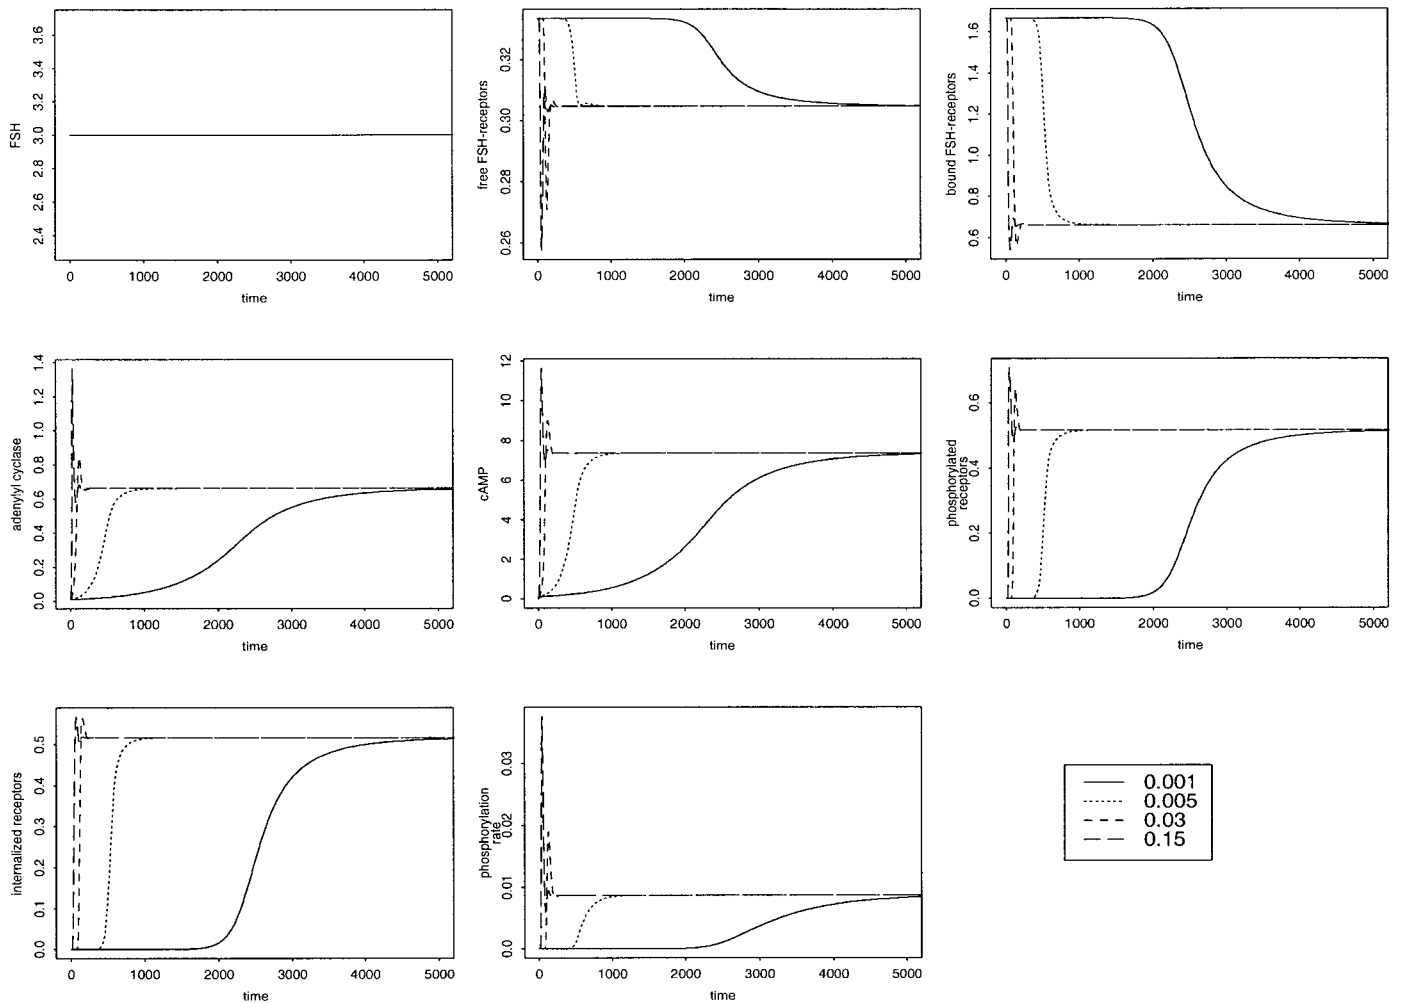 FSH
2.4 2.6 2.8 3.0 3.2 3.4 3.6
0 1000 2000 3000 4000 5000
time
free FSH-receptors
0.26 0.28 0.30 0.32
0 1000 2000 3000 4000 5000
time
bound FSH-receptors
0.6 0.8 1.0 1.2 1.4 1.6
0 1000 2000 3000 4000 5000
time
adenylyl cyclase
0.0 0.2 0.4 0.6 0.8 1.0 1.2 1.4
0 1000 2000 3000 4000 5000
time
cAMP
0 2 4 6 8 10 12
0 1000 2000 3000 4000 5000
time
phosphorylated
receptors
0.0 0.2 0.4 0.6
0 1000 2000 3000 4000 5000
time
internalized receptors
0.0 0.1 0.2 0.3 0.4 0.5
0 1000 2000 3000 4000 5000
time
phosphorylation
rate
0.0 0.01 0.02 0.03
0 1000 2000 3000 4000 5000
time
0.001
0.005
0.03
0.15